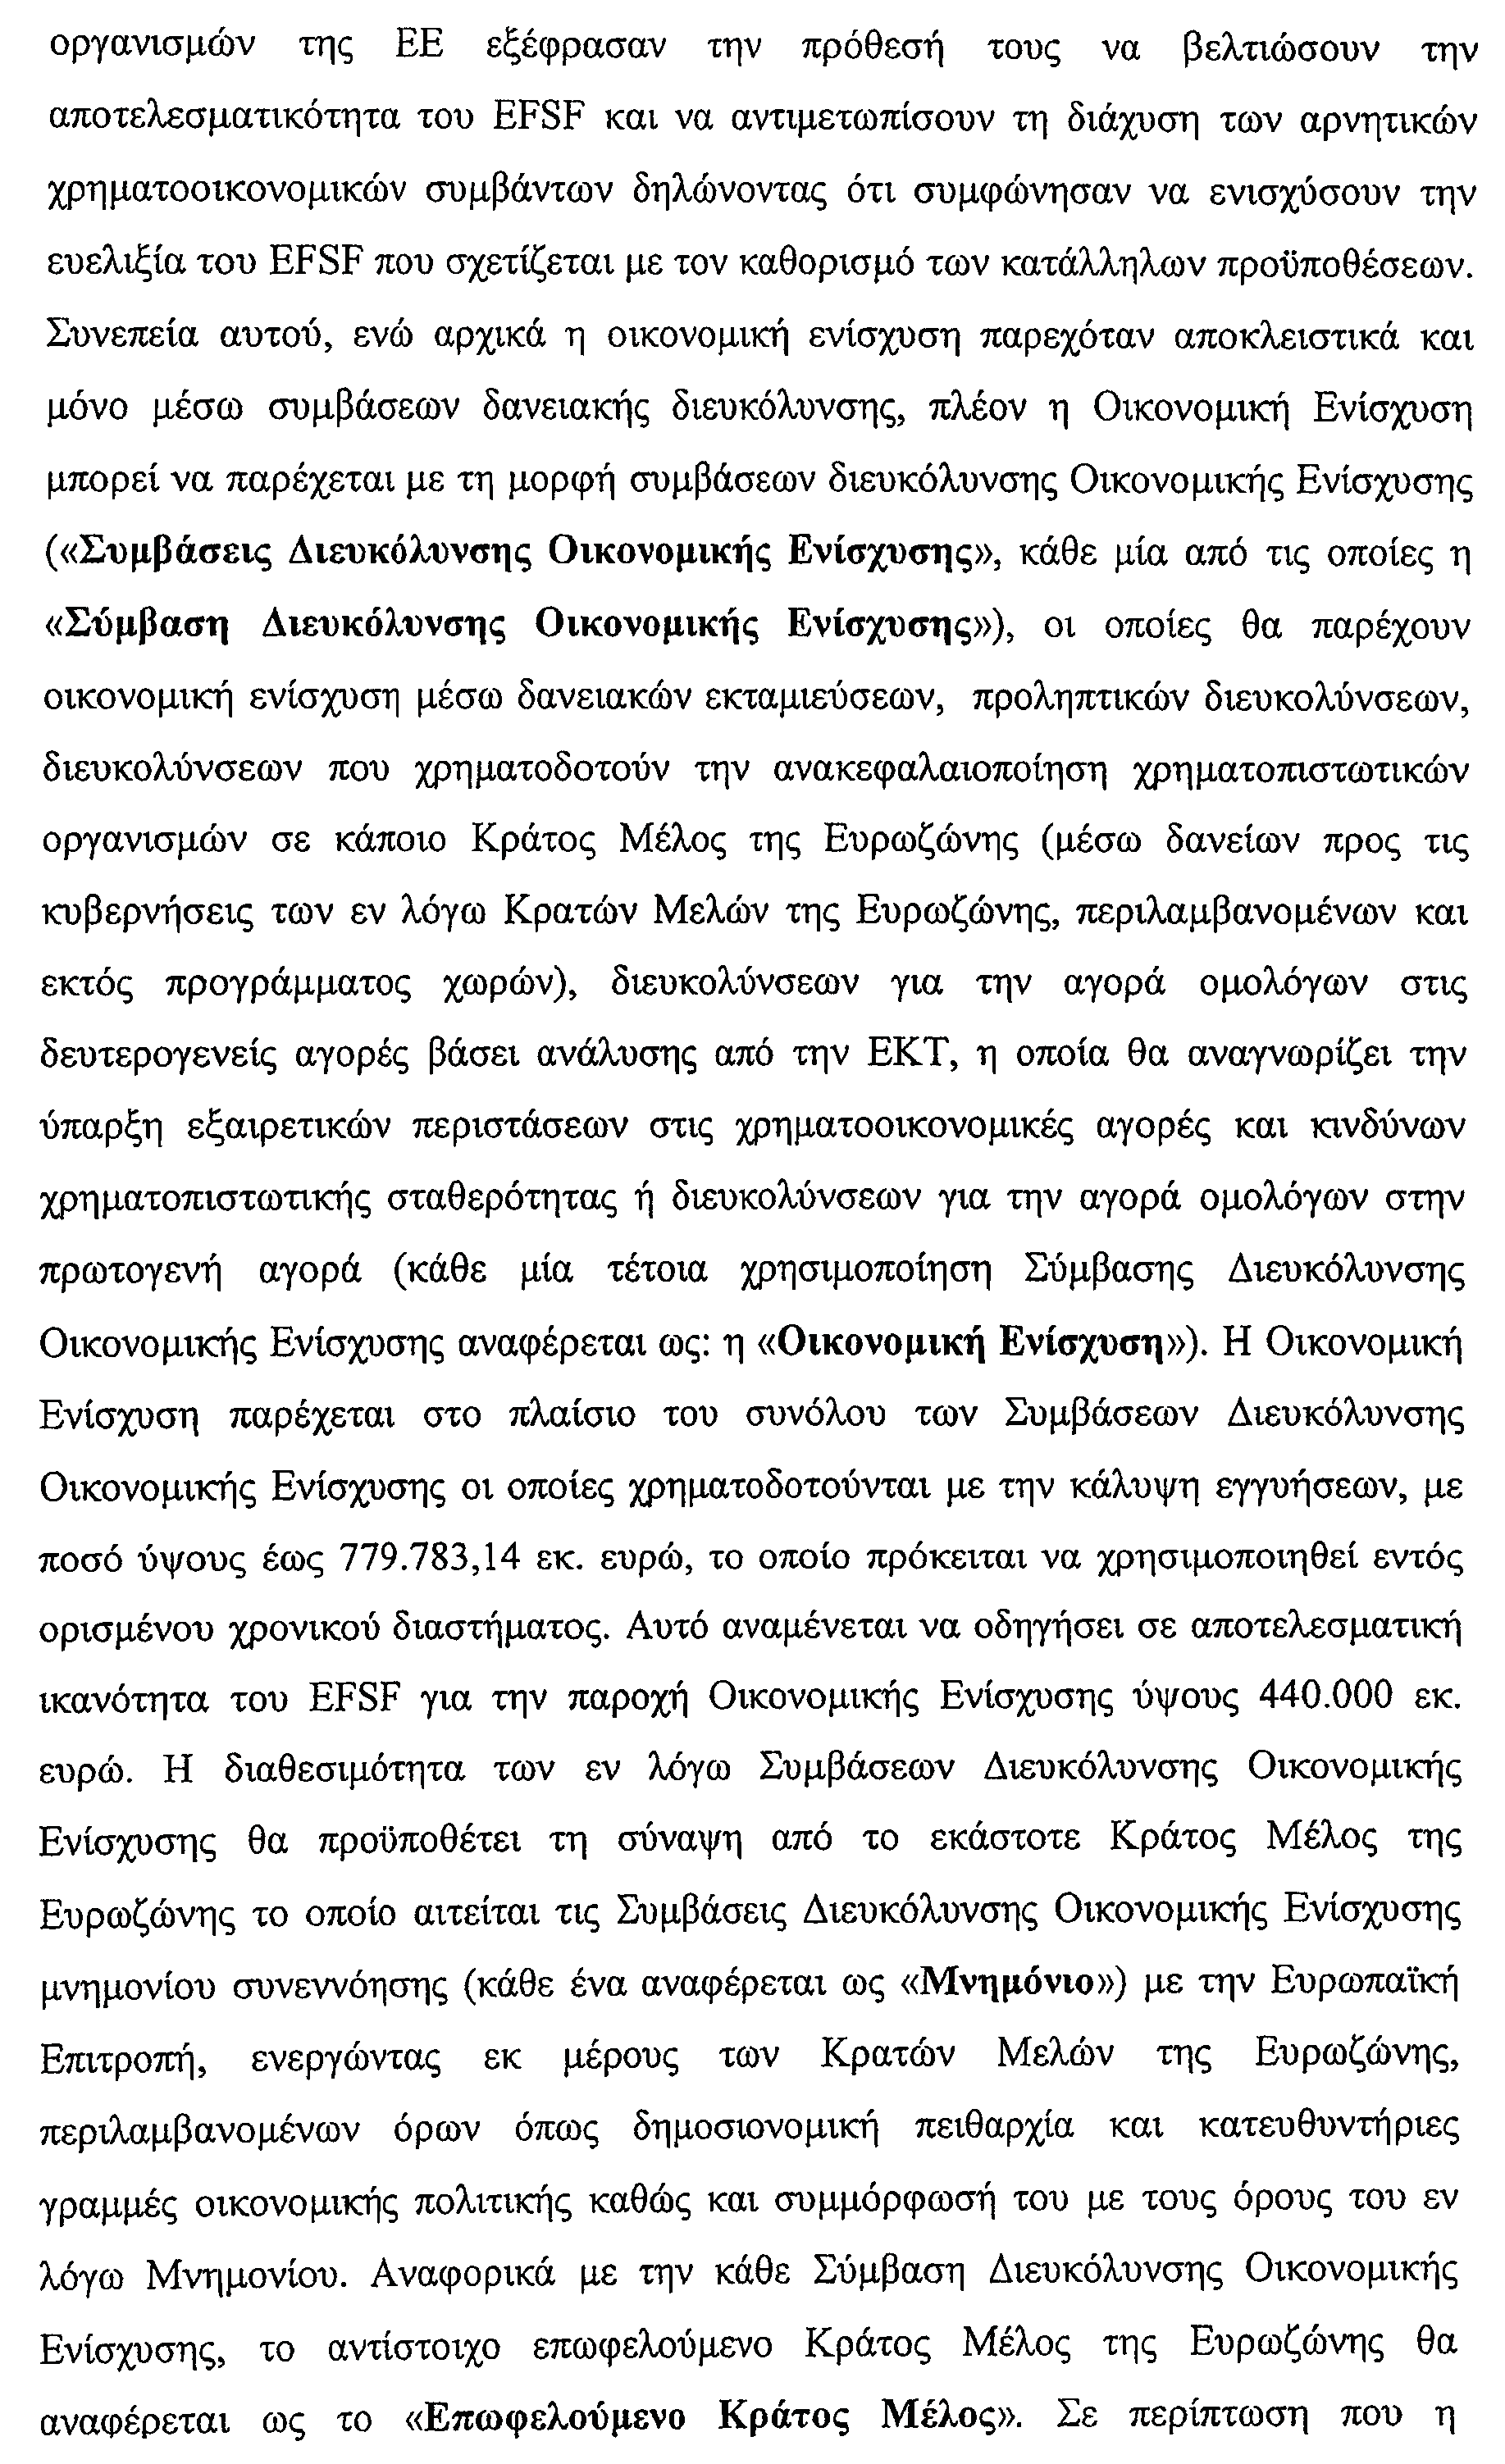 οργανισμών της ΕΕ εξέφρασαν την πρόθεσή τους να βελτιώσουν την
αποτελεσματικότητα του EFSF και να αντιμετωπίσουν τη διάχυση των αρνητικών
χρηματοοικονομικών συμβάντων δηλώνοντας ότι συμφώνησαν να ενισχύσουν την
ευελιξία του EFSF που σχετίζεται με τον καθορισμό των κατάλληλων προϋποθέσεων.
Συνεπεία αυτού, ενώ αρχικά η οικονομική ενίσχυση παρεχόταν αποκλειστικά και
μόνο μέσω συμβάσεων δανειακής διευκόλυνσης, πλέον η Οικονομική Ενίσχυση
μπορεί να παρέχεται με τη μορφή συμβάσεων διευκόλυνσης Οικονομικής Ενίσχυσης
(«Συμβάσεις Διευκόλυνσης Οικονομικής Ενίσχυσης», κάθε μία από τις οποίες η
«Σύμβαση Διευκόλυνσης Οικονομικής Ενίσχυσης»), οι οποίες θα παρέχουν
οικονομική ενίσχυση μέσω δανειακών εκταμιεύσεων, προληπτικών διευκολύνσεων,
διευκολύνσεων που χρηματοδοτούν την ανακεφαλαιοποίηση χρηματοπιστωτικών
οργανισμών σε κάποιο Κράτος Μέλος της Ευρωζώνης (μέσω δανείων προς τις
κυβερνήσεις των εν λόγω Κρατών Μελών της Ευρωζώνης, περιλαμβανομένων και
εκτός προγράμματος χωρών), διευκολύνσεων για την αγορά ομολόγων στις
δευτερογενείς αγορές βάσει ανάλυσης από την ΕΚΤ, η οποία θα αναγνωρίζει την
ύπαρξη εξαιρετικών περιστάσεων στις χρηματοοικονομικές αγορές και κινδύνων
χρηματοπιστωτικής σταθερότητας ή διευκολύνσεων για την αγορά ομολόγων στην
πρωτογενή αγορά (κάθε μία τέτοια χρησιμοποίηση Σύμβασης Διευκόλυνσης
Οικονομικής Ενίσχυσης αναφέρεται ως: η «Οικονομική Ενίσχυση»). Η Οικονομική
Ενίσχυση παρέχεται στο πλαίσιο του συνόλου των Συμβάσεων Διευκόλυνσης
Οικονομικής Ενίσχυσης οι οποίες χρηματοδοτούνται με την κάλυψη εγγυήσεων, με
ποσό ύψους έως 779.783,14 εκ. ευρώ, το οποίο πρόκειται να χρησιμοποιηθεί εντός
ορισμένου χρονικού διαστήματος. Αυτό αναμένεται να οδηγήσει σε αποτελεσματική
ικανότητα του EFSF για την παροχή Οικονομικής Ενίσχυσης ύψους 440.000 εκ.
ευρώ. Η διαθεσιμότητα των εν λόγω Συμβάσεων Διευκόλυνσης Οικονομικής
Ενίσχυσης θα προϋποθέτει τη σύναψη από το εκάστοτε Κράτος Μέλος της
Ευρωζώνης το οποίο αιτείται τις Συμβάσεις Διευκόλυνσης Οικονομικής Ενίσχυσης
μνημονίου συνεννόησης (κάθε ένα αναφέρεται ως «Μνημόνιο») με την Ευρωπαϊκή
Επιτροπή, ενεργώντας εκ μέρους των Κρατών Μελών της Ευρωζώνης,
περιλαμβανομένων όρων όπως δημοσιονομική πειθαρχία και κατευθυντήριες
γραμμές οικονομικής πολιτικής καθώς και συμμόρφωσή του με τους όρους του εν
λόγω Μνημονίου. Αναφορικά με την κάθε Σύμβαση Διευκόλυνσης Οικονομικής
Ενίσχυσης, το αντίστοιχο επωφελούμενο Κράτος Μέλος της Ευρωζώνης θα
αναφέρεται ως το «Επωφελούμενο Κράτος Μέλος». Σε περίπτωση που η